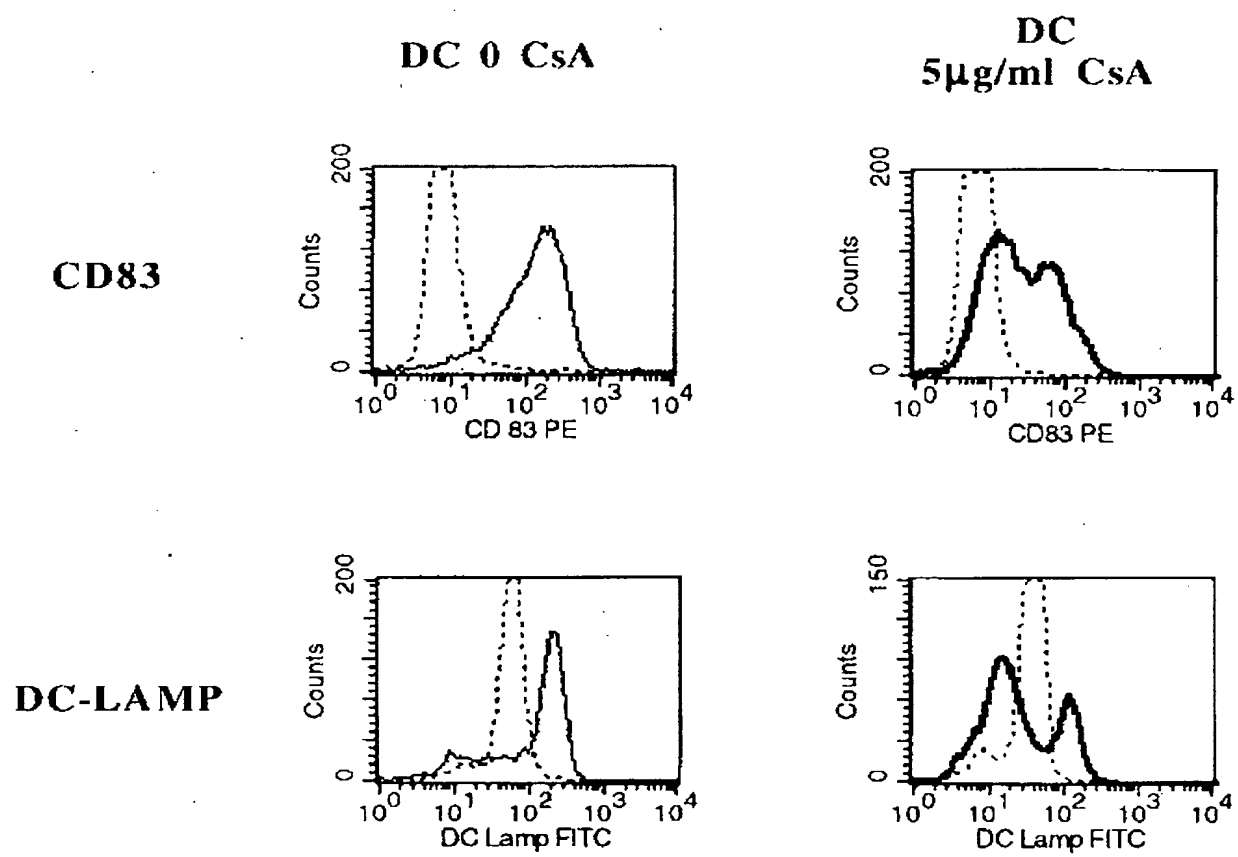 DC 0 CsA
DC
5µg/ml CsA
CD83
200
Counts
0
10^0 10^1 10^2 10^3 10^4
CD 83 PE
200
Counts
0
10^0 10^1 10^2 10^3 10^4
CD83 PE
DC-LAMP
200
Counts
0
10^0 10^1 10^2 10^3 10^4
DC Lamp FITC
150
Counts
0
10^0 10^1 10^2 10^3 10^4
DC Lamp FITC